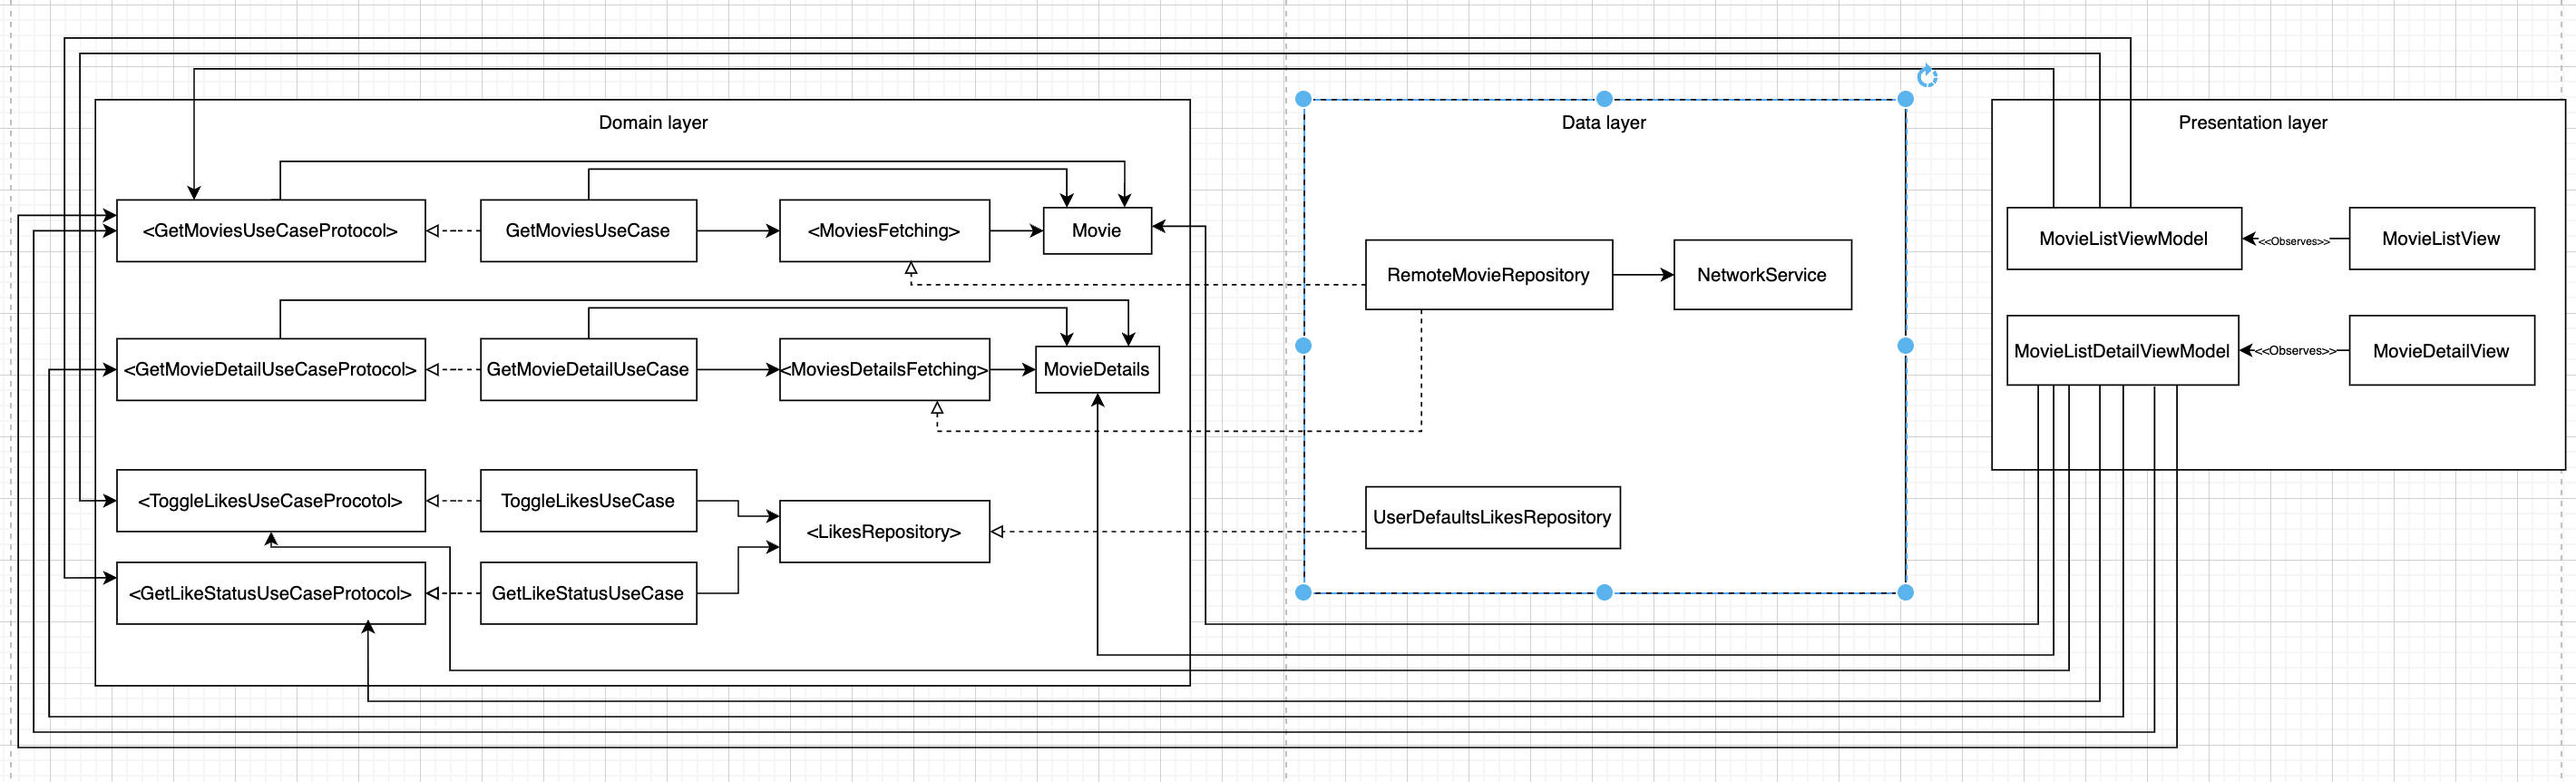 Domain layer
<GetMoviesUseCaseProtocol>
GetMoviesUseCase
<MoviesFetching>
Movie
<GetMovieDetailUseCaseProtocol>
GetMovieDetailUseCase
<MoviesDetailsFetching>
MovieDetails
<ToggleLikesUseCaseProcotol>
ToggleLikesUseCase
<LikesRepository>
<GetLikeStatusUseCaseProtocol>
GetLikeStatusUseCase
Data layer
RemoteMovieRepository
NetworkService
UserDefaultsLikesRepository
Presentation layer
MovieListViewModel
<<Observes>>
MovieListView
MovieListDetailViewModel
<<Observes>>
MovieDetailView